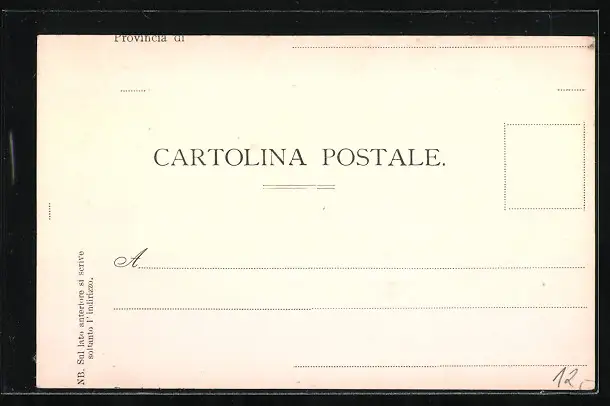 Provincia di
CARTOLINA POSTALE.
A
NB. Sul lato anteriore si scrive
soltanto l'indirizzo.
12